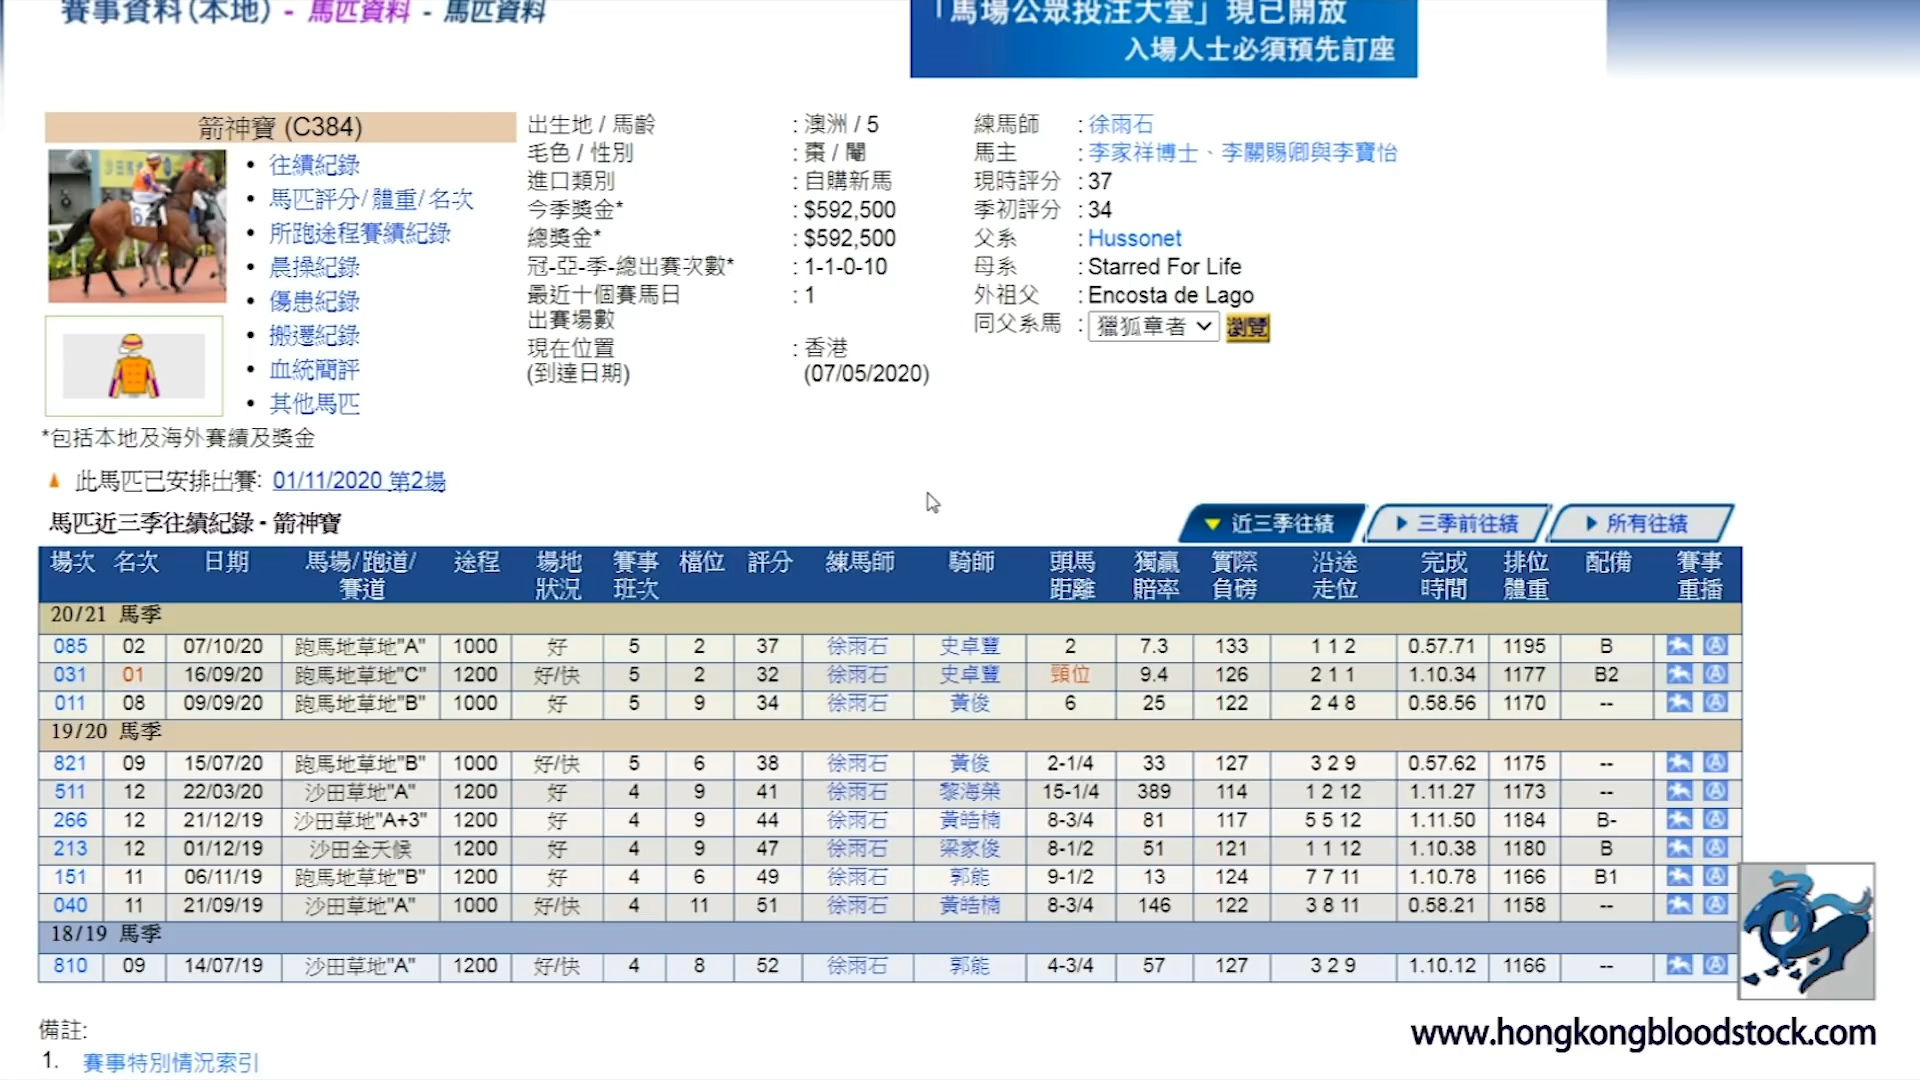 賽事資料(本地) - 馬匹資料 - 馬匹資料
「馬場公眾投注大堂」現已開放
入場人士必須預先訂座
箭神寶 (C384)
• 往績紀錄
• 馬匹評分/體重/名次
• 所跑途程賽績紀錄
• 晨操紀錄
• 傷患紀錄
• 搬遷紀錄
• 血統簡評
• 其他馬匹
出生地 / 馬齡 : 澳洲 / 5
毛色 / 性別 : 棗 / 閹
進口類別 : 自購新馬
今季獎金* : $592,500
總獎金* : $592,500
冠-亞-季-總出賽次數* : 1-1-0-10
最近十個賽馬日 : 1
出賽場數
現在位置 : 香港
(到達日期) (07/05/2020)
練馬師 : 徐雨石
馬主 : 李家祥博士、李關賜卿與李寶怡
現時評分 : 37
季初評分 : 34
父系 : Hussonet
母系 : Starred For Life
外祖父 : Encosta de Lago
同父系馬 : 獵狐章者 瀏覽
*包括本地及海外賽績及獎金
此馬匹已安排出賽: 01/11/2020 第2場
馬匹近三季往績紀錄 - 箭神寶
近三季往績 三季前往績 所有往績
場次 名次 日期 馬場/跑道/ 途程 場地 賽事 檔位 評分 練馬師 騎師 頭馬 獨贏 實際 沿途 完成 排位 配備 賽事
賽道 狀況 班次 距離 賠率 負磅 走位 時間 體重 重播
20/21 馬季
085 02 07/10/20 跑馬地草地"A" 1000 好 5 2 37 徐雨石 史卓豐 2 7.3 133 1 1 2 0.57.71 1195 B
031 01 16/09/20 跑馬地草地"C" 1200 好/快 5 2 32 徐雨石 史卓豐 頸位 9.4 126 2 1 1 1.10.34 1177 B2
011 08 09/09/20 跑馬地草地"B" 1000 好 5 9 34 徐雨石 黃俊 6 25 122 2 4 8 0.58.56 1170 --
19/20 馬季
821 09 15/07/20 跑馬地草地"B" 1000 好/快 5 6 38 徐雨石 黃俊 2-1/4 33 127 3 2 9 0.57.62 1175 --
511 12 22/03/20 沙田草地"A" 1200 好 4 9 41 徐雨石 黎海榮 15-1/4 389 114 1 2 12 1.11.27 1173 --
266 12 21/12/19 沙田草地"A+3" 1200 好 4 9 44 徐雨石 黃皓楠 8-3/4 81 117 5 5 12 1.11.50 1184 B-
213 12 01/12/19 沙田全天候 1200 好 4 9 47 徐雨石 梁家俊 8-1/2 51 121 1 1 12 1.10.38 1180 B
151 11 06/11/19 跑馬地草地"B" 1200 好 4 6 49 徐雨石 郭能 9-1/2 13 124 7 7 11 1.10.78 1166 B1
040 11 21/09/19 沙田草地"A" 1000 好/快 4 11 51 徐雨石 黃皓楠 8-3/4 146 122 3 8 11 0.58.21 1158 --
18/19 馬季
810 09 14/07/19 沙田草地"A" 1200 好/快 4 8 52 徐雨石 郭能 4-3/4 57 127 3 2 9 1.10.12 1166 --
備註:
1. 賽事特別情況索引
www.hongkongbloodstock.com